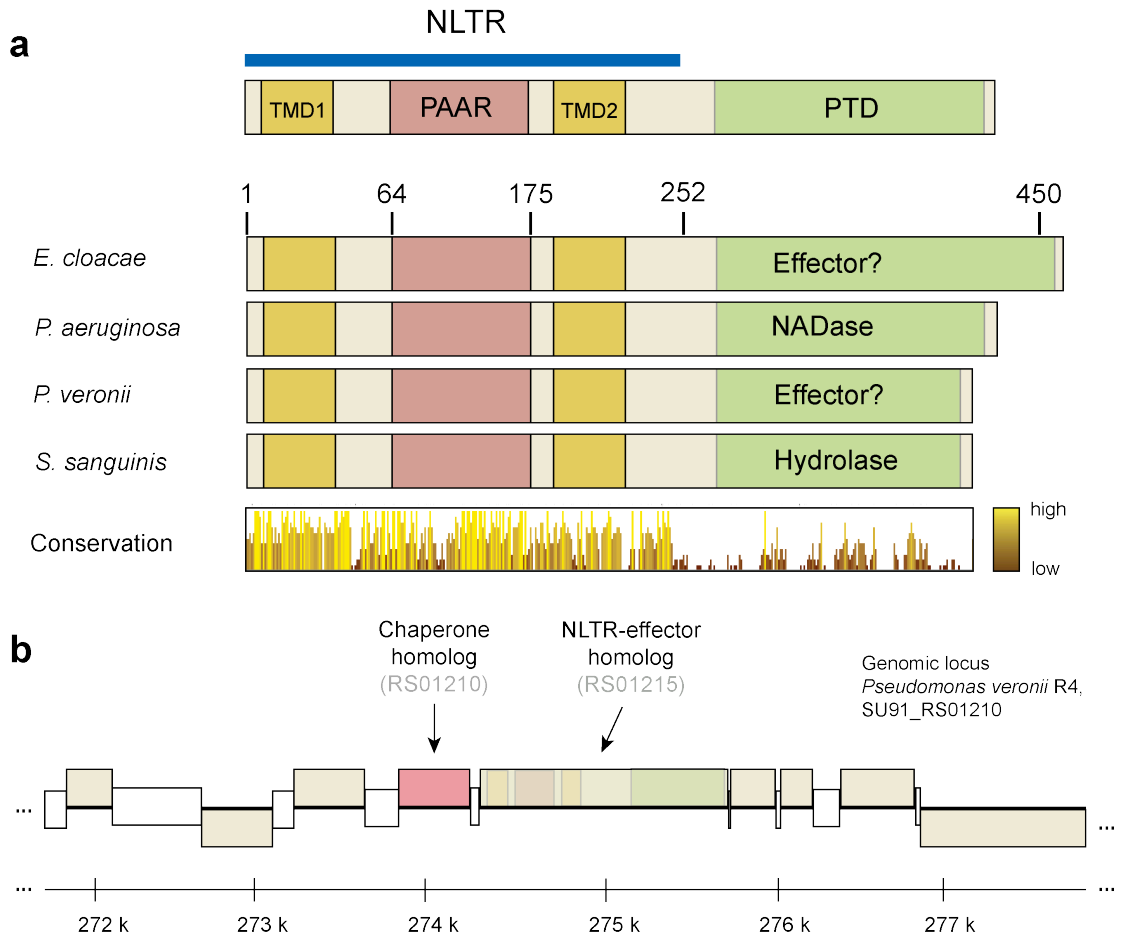 a
NLTR
TMD1 PAAR TMD2 PTD
1 64 175 252 450
E. cloacae Effector?
P. aeruginosa NADase
P. veronii Effector?
S. sanguinis Hydrolase
Conservation
high
low
b
Chaperone
homolog
(RS01210)
NLTR-effector
homolog
(RS01215)
Genomic locus
Pseudomonas veronii R4,
SU91_RS01210
... ...
... ...
272 k 273 k 274 k 275 k 276 k 277 k